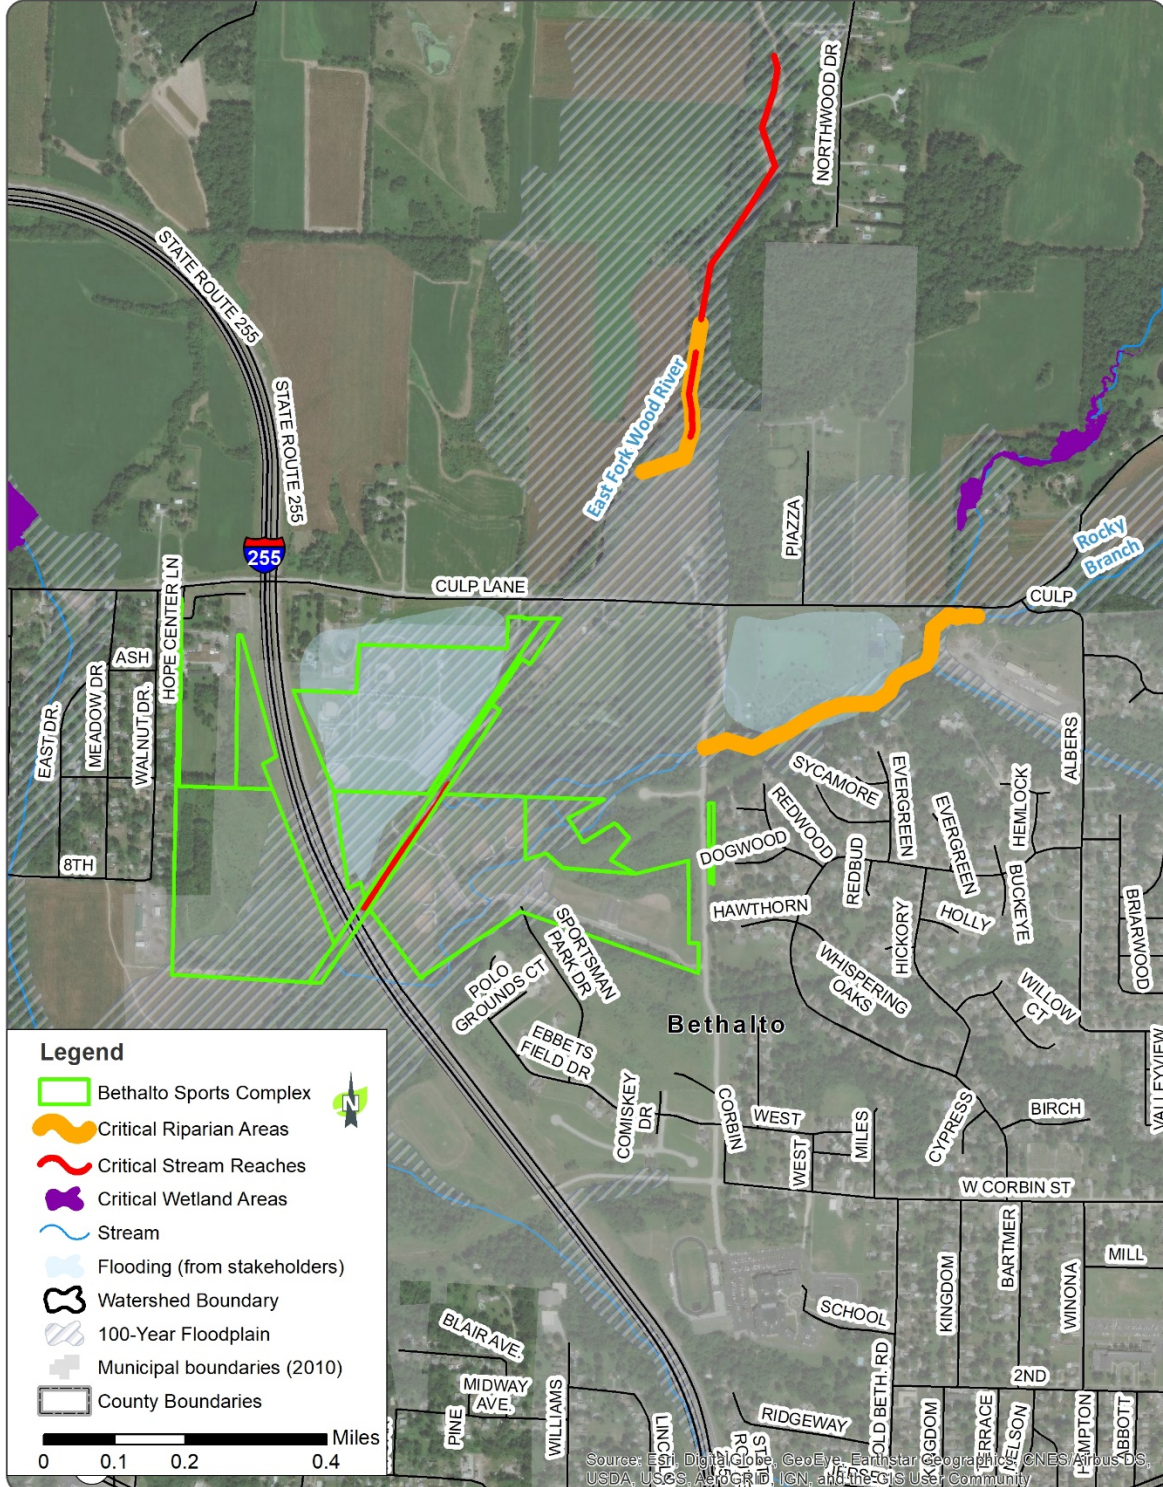 NORTHWOOD DR
STATE ROUTE 255
STATE ROUTE 255
East Fork Wood River
PIAZZA
Rocky
Branch
255
HOPE CENTER LN
CULP LANE
CULP
ASH
MEADOW DR
WALNUT DR.
EAST DR.
8TH
ALBERS
SYCAMORE
EVERGREEN
REDWOOD
EVERGREEN
HEMLOCK
DOGWOOD
REDBUD
BUCKEYE
HAWTHORN
HICKORY
HOLLY
BRIARWOOD
SPORTSMAN
PARK DR
POLO
GROUNDS CT
WHISPERING
OAKS
WILLOW
CT
Bethalto
EBBETS
FIELD DR
COMISKEY
DR
CORBIN
WEST
WEST
MILES
CYPRESS
BIRCH
VALLEYVIEW
W CORBIN ST
BARTMER
KINGDOM
WINONA
MILL
SCHOOL
BLAIR AVE.
MIDWAY
AVE.
PINE
WILLIAMS
2ND
OLD BETH. RD
RIDGEWAY
TERRACE
NELSON
HAMPTON
ABBOTT
Legend
N
Bethalto Sports Complex
Critical Riparian Areas
Critical Stream Reaches
Critical Wetland Areas
Stream
Flooding (from stakeholders)
Watershed Boundary
100-Year Floodplain
Municipal boundaries (2010)
County Boundaries
Miles
0 0.1 0.2 0.4
Source: Esri, DigitalGlobe, GeoEye, Earthstar Geographics, CNES/Airbus DS,
USDA, USGS, AeroGRID, IGN, and the GIS User Community